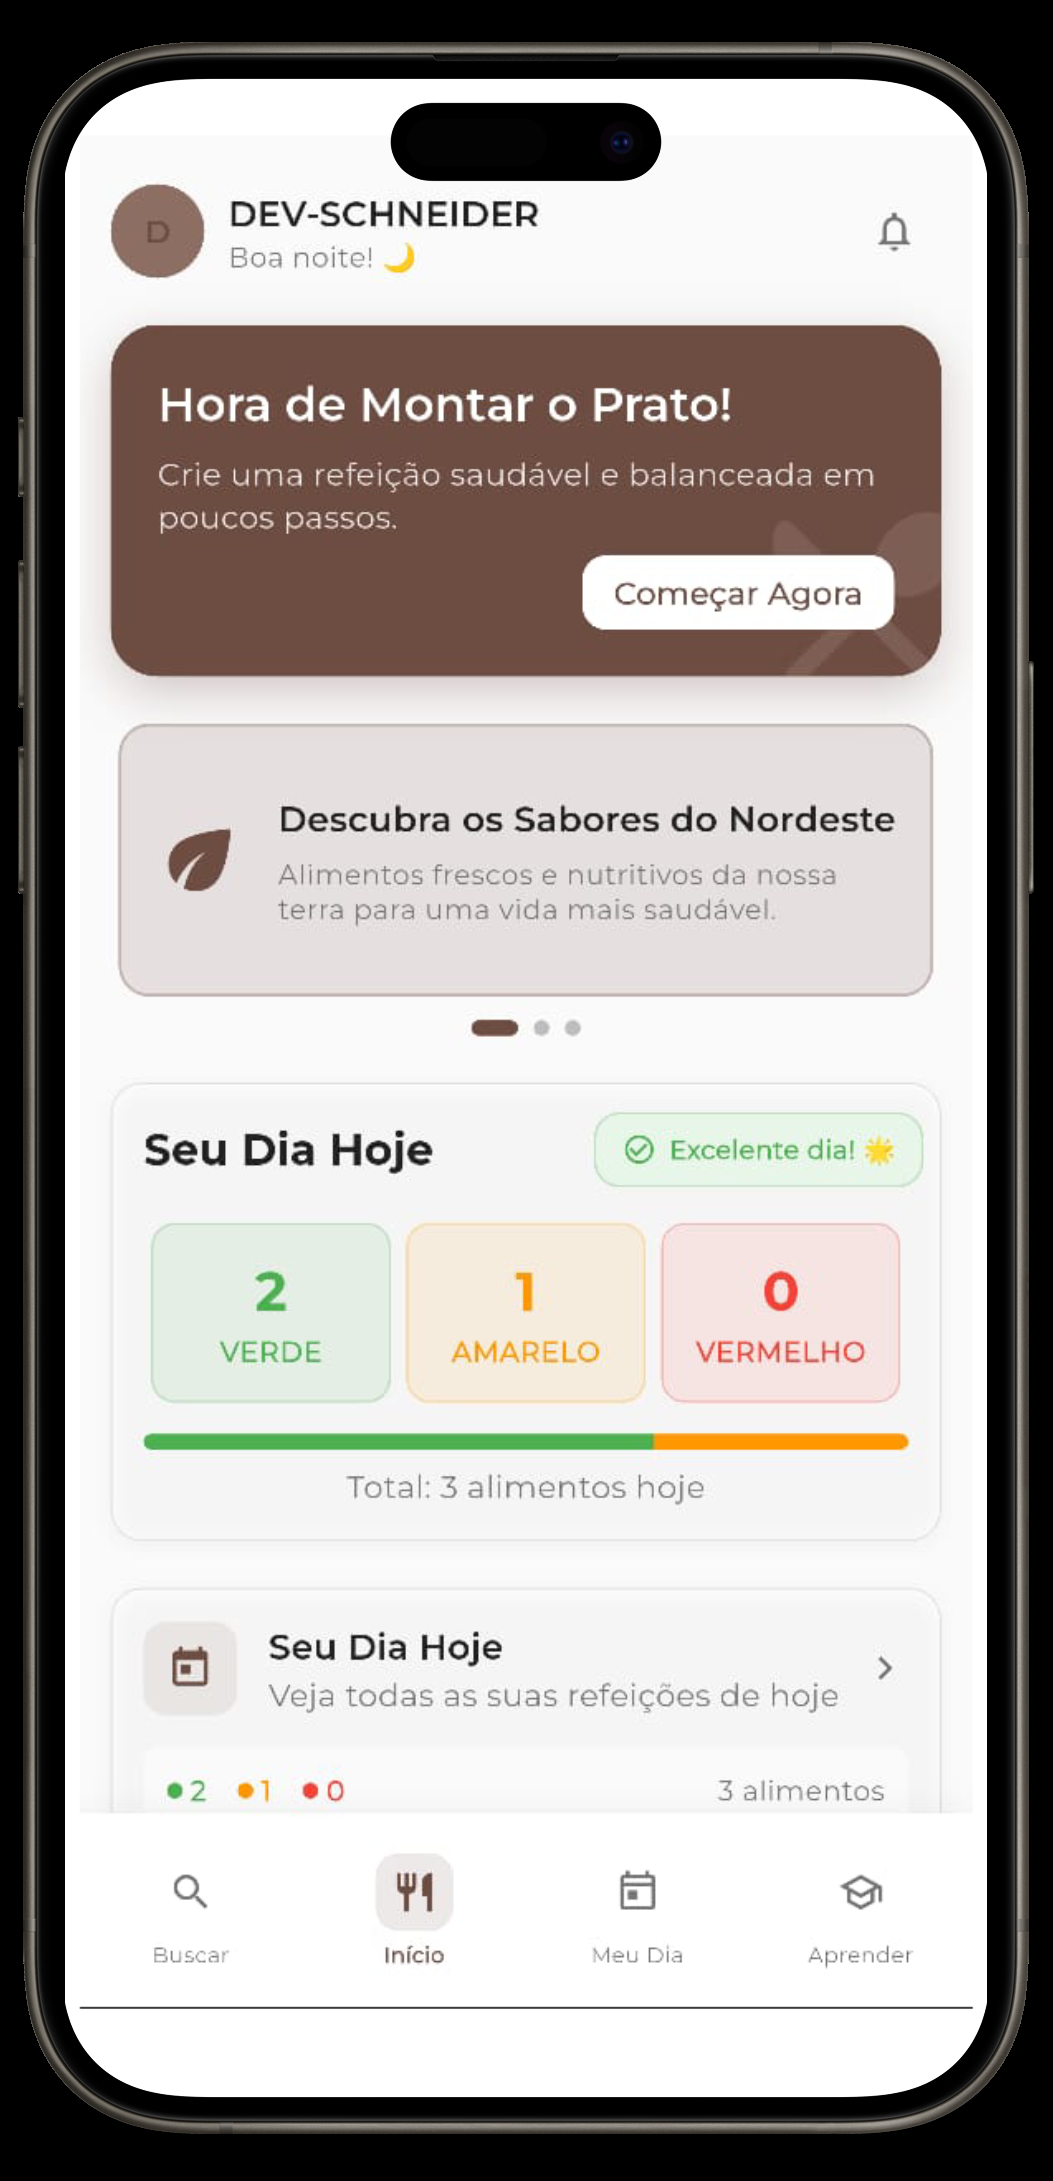 D
DEV-SCHNEIDER
Boa noite! 🌙
Hora de Montar o Prato!
Crie uma refeição saudável e balanceada em
poucos passos.
Começar Agora
Descubra os Sabores do Nordeste
Alimentos frescos e nutritivos da nossa
terra para uma vida mais saudável.
Seu Dia Hoje
Excelente dia! 🌟
2
VERDE
1
AMARELO
0
VERMELHO
Total: 3 alimentos hoje
Seu Dia Hoje
Veja todas as suas refeições de hoje
2 1 0 3 alimentos
Buscar Início Meu Dia Aprender